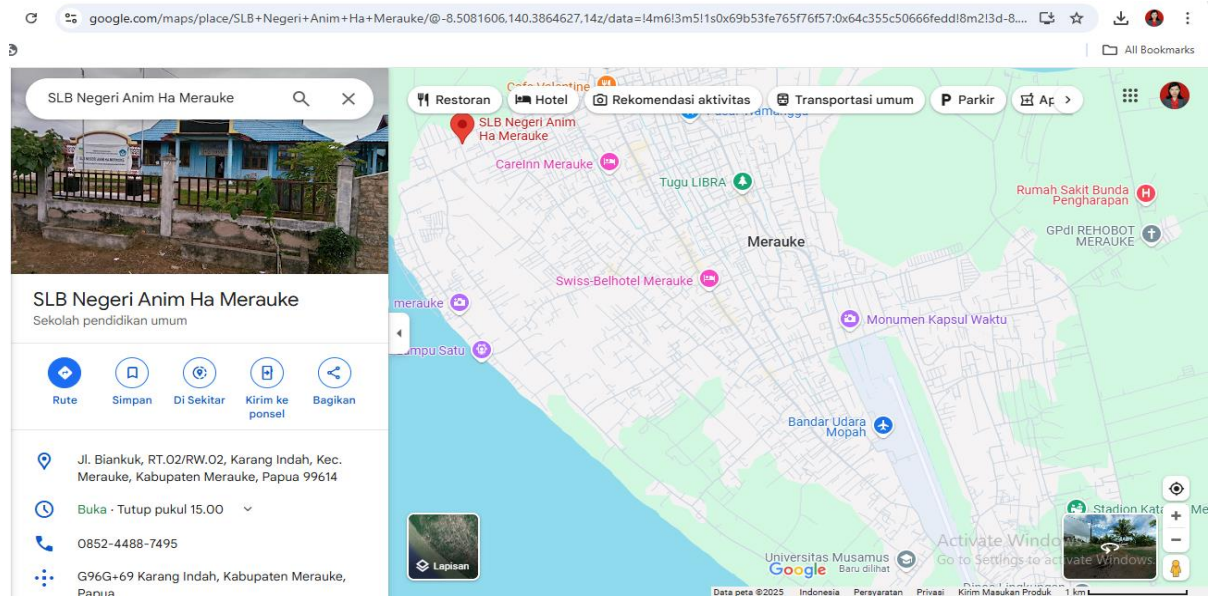 google.com/maps/place/SLB+Negeri+Anim+Ha+Merauke/@-8.5081606,140.3864627,14z/data=!4m6!3m5!1s0x69b53fe765f76f57:0x64c355c50666fedd!8m2!3d-8....
All Bookmarks
SLB Negeri Anim Ha Merauke
SLB Negeri Anim Ha Merauke
Sekolah pendidikan umum
Rute
Simpan
Di Sekitar
Kirim ke
ponsel
Bagikan
Jl. Biankuk, RT.02/RW.02, Karang Indah, Kec.
Merauke, Kabupaten Merauke, Papua 99614
Buka · Tutup pukul 15.00
0852-4488-7495
G96G+69 Karang Indah, Kabupaten Merauke,
Papua
Restoran
Hotel
Rekomendasi aktivitas
Transportasi umum
P Parkir
SLB Negeri Anim
Ha Merauke
CareInn Merauke
Tugu LIBRA
Rumah Sakit Bunda
Pengharapan
GPdI REHOBOT
MERAUKE
Merauke
Swiss-Belhotel Merauke
merauke
Monumen Kapsul Waktu
Lampu Satu
Bandar Udara
Mopah
Stadion
Lapisan
Universitas Musamus
Baru dilihat
Google
Activate Windows
Go to Settings to activate Windows.
Data peta ©2025 Indonesia Persyaratan Privasi Kirim Masukan Produk 1 km